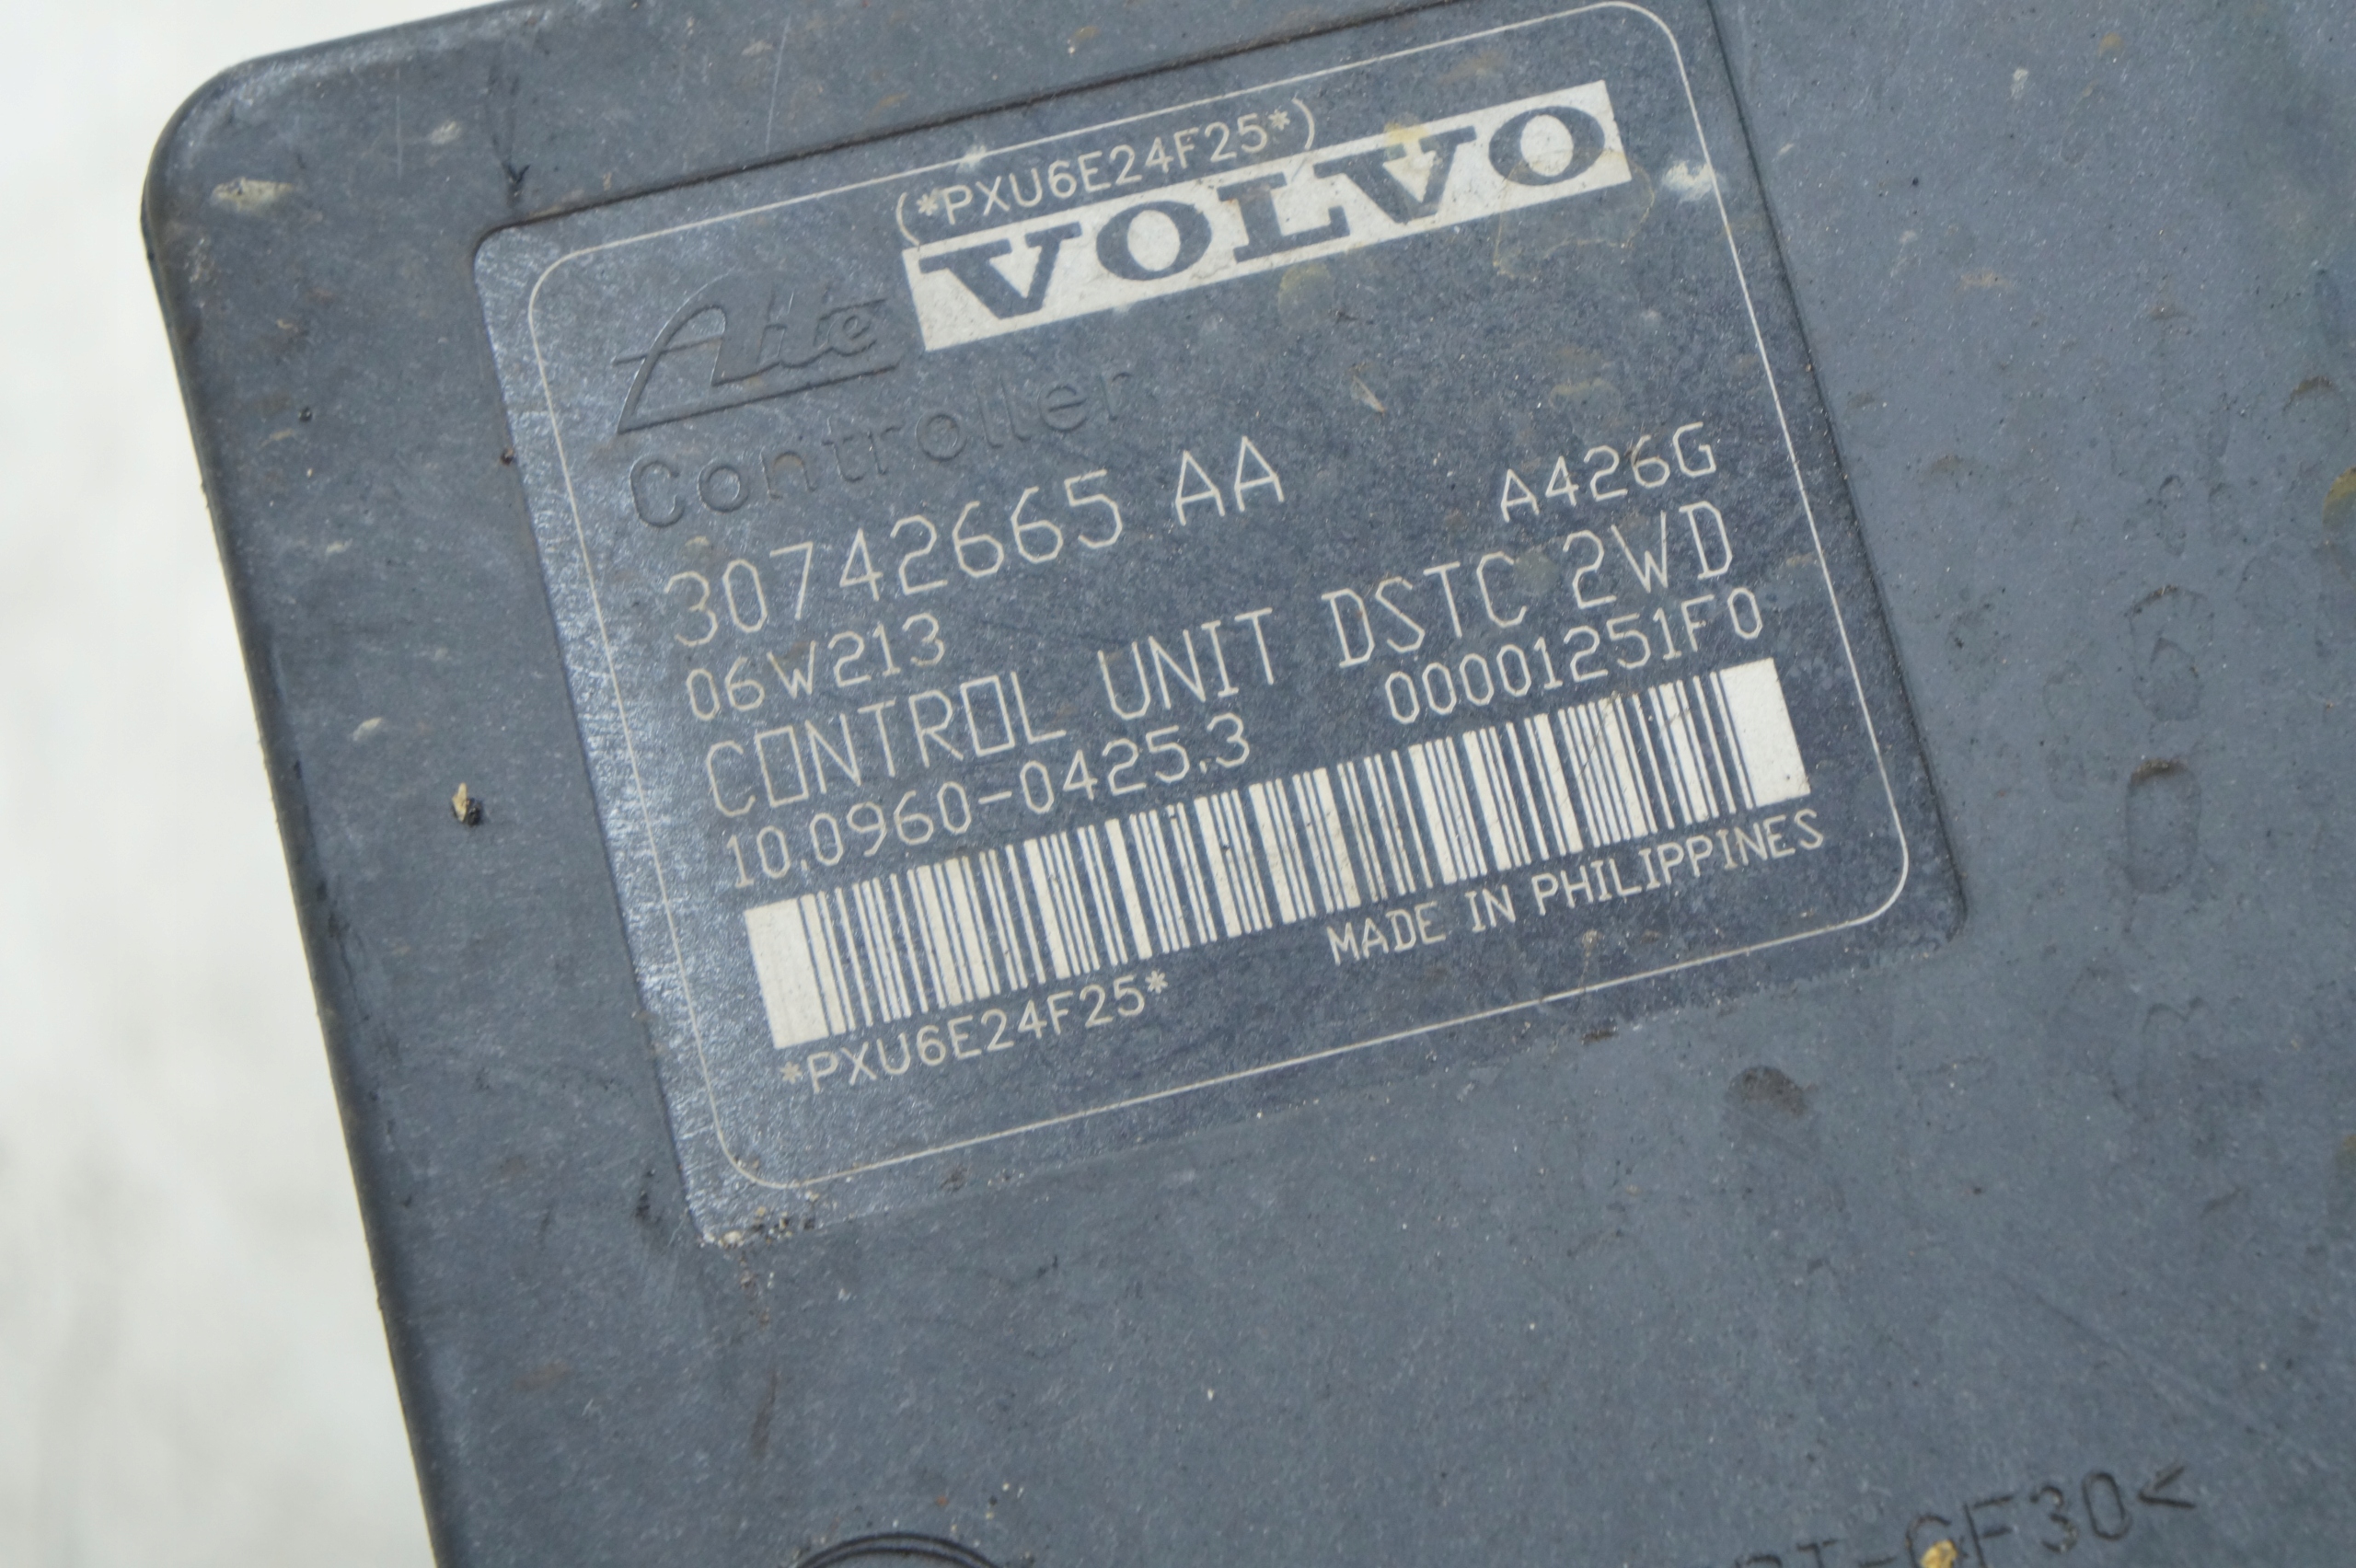 (*PXU6E24F25*)
VOLVO
Ate
Controller
30742665 AA A426G
06W213
CONTROL UNIT DSTC 2WD
10.0960-0425.3 00001251F0
MADE IN PHILIPPINES
*PXU6E24F25*
-GF30<